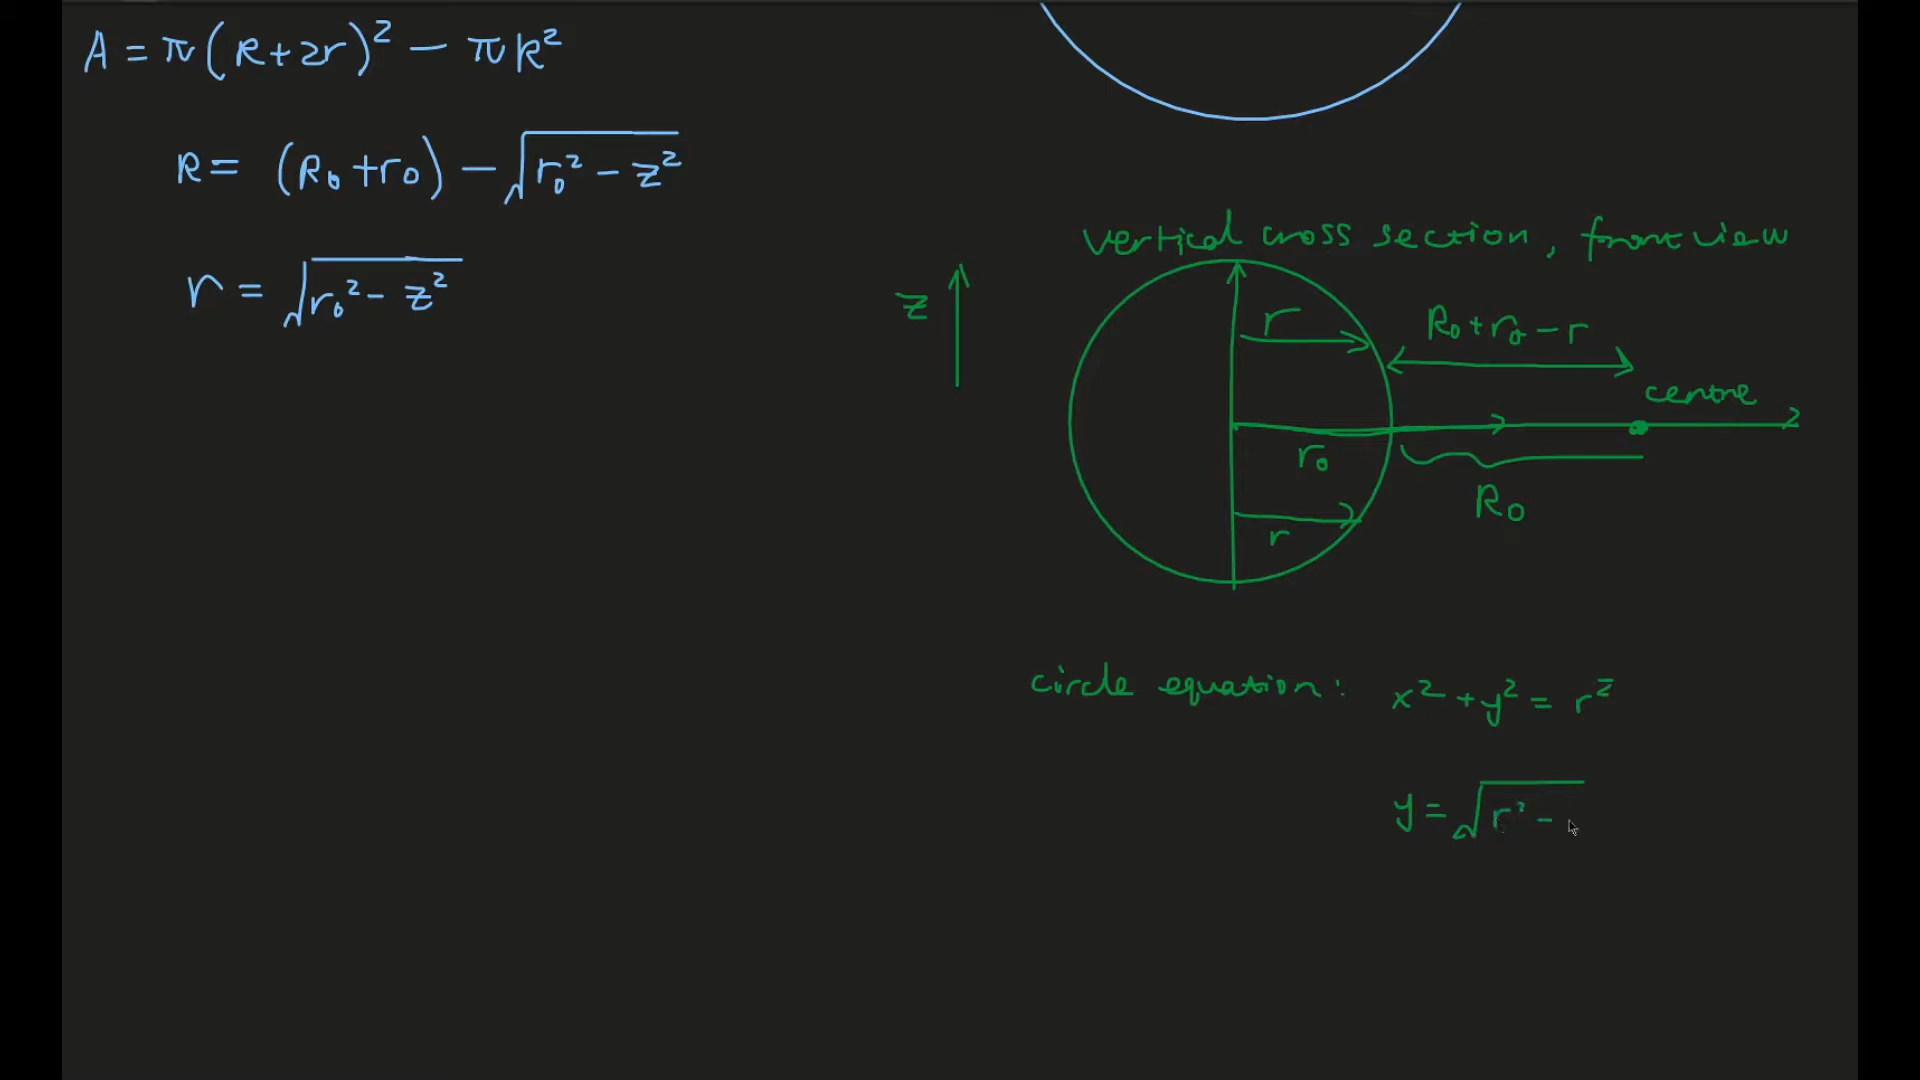 A = π(R+2r)² − πR²
R = (R₀+r₀) − √(r₀² − z²)
r = √(r₀² − z²)
vertical cross section, front view
z
r
R₀+r₀−r
centre
r₀
R₀
r
circle equation: x² + y² = r²
y = √(r² −